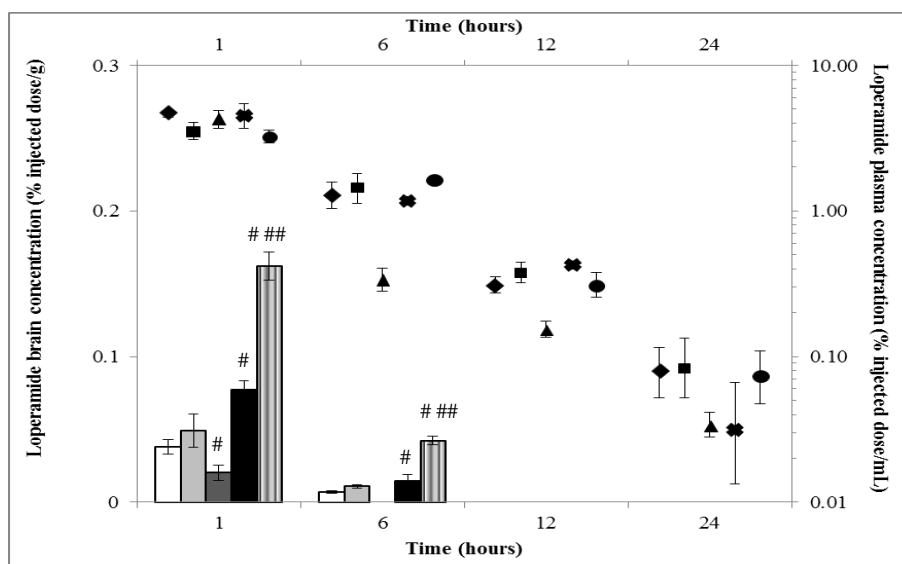 Time (hours)
1 6 12 24
Loperamide brain concentration (% injected dose/g)
0.3
0.2
0.1
0
10.00
1.00
0.10
0.01
Loperamide plasma concentration (% injected dose/mL)
# ##
#
#
# ##
#
1 6 12 24
Time (hours)